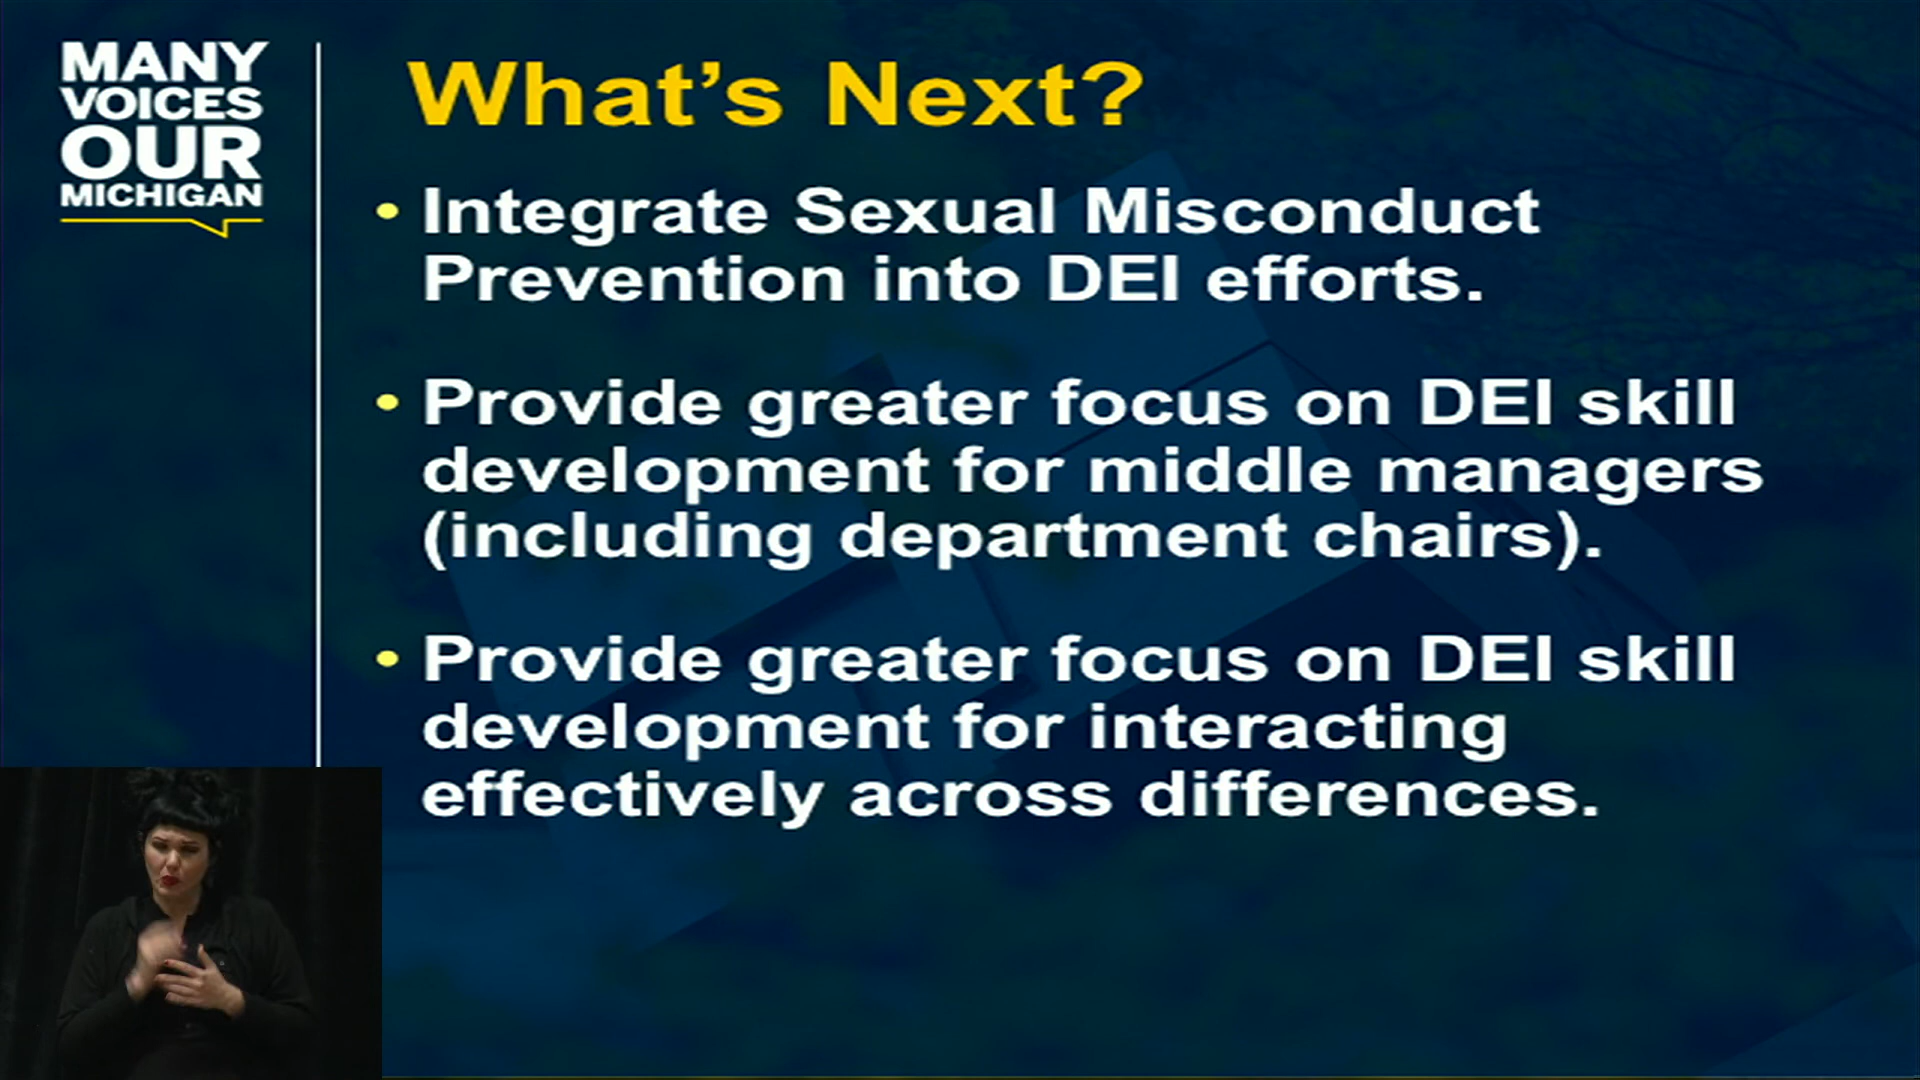 MANY
VOICES
OUR
MICHIGAN
What's Next?
• Integrate Sexual Misconduct
Prevention into DEI efforts.
• Provide greater focus on DEI skill
development for middle managers
(including department chairs).
• Provide greater focus on DEI skill
development for interacting
effectively across differences.